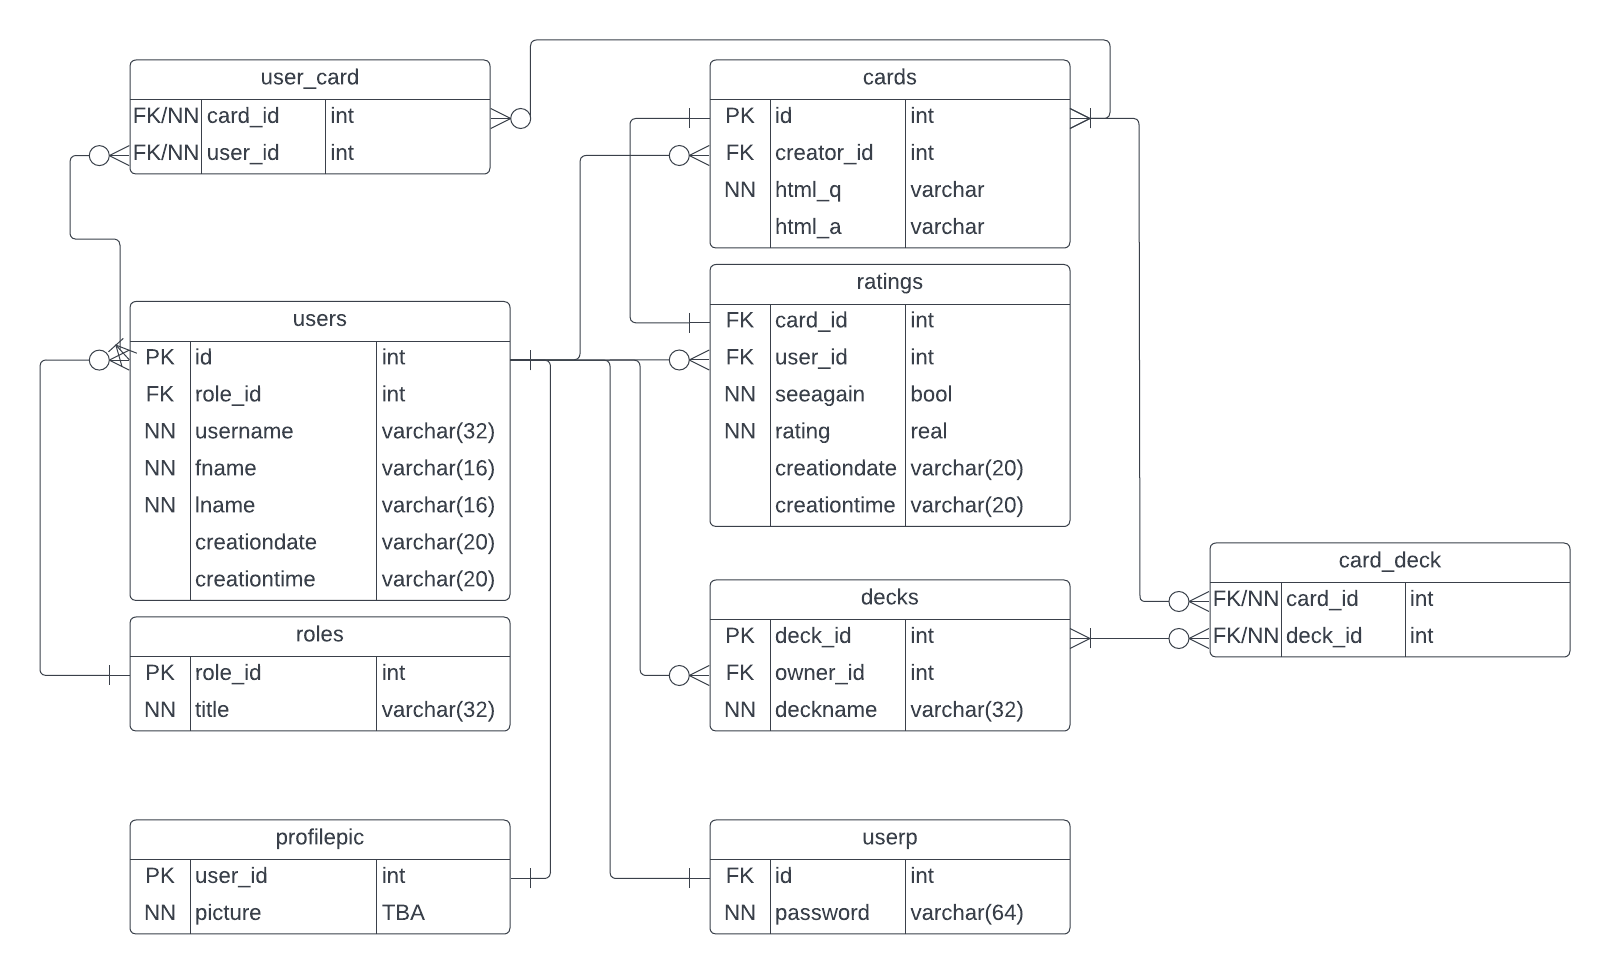 user_card
FK/NN card_id int
FK/NN user_id int
cards
PK id int
FK creator_id int
NN html_q varchar
html_a varchar
ratings
FK card_id int
FK user_id int
NN seeagain bool
NN rating real
creationdate varchar(20)
creationtime varchar(20)
users
PK id int
FK role_id int
NN username varchar(32)
NN fname varchar(16)
NN lname varchar(16)
creationdate varchar(20)
creationtime varchar(20)
roles
PK role_id int
NN title varchar(32)
decks
PK deck_id int
FK owner_id int
NN deckname varchar(32)
card_deck
FK/NN card_id int
FK/NN deck_id int
profilepic
PK user_id int
NN picture TBA
userp
FK id int
NN password varchar(64)